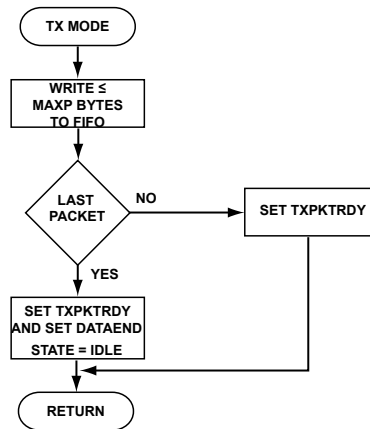 TX MODE
WRITE ≤
MAXP BYTES
TO FIFO
LAST
PACKET
NO
SET TXPKTRDY
YES
SET TXPKTRDY
AND SET DATAEND
STATE = IDLE
RETURN